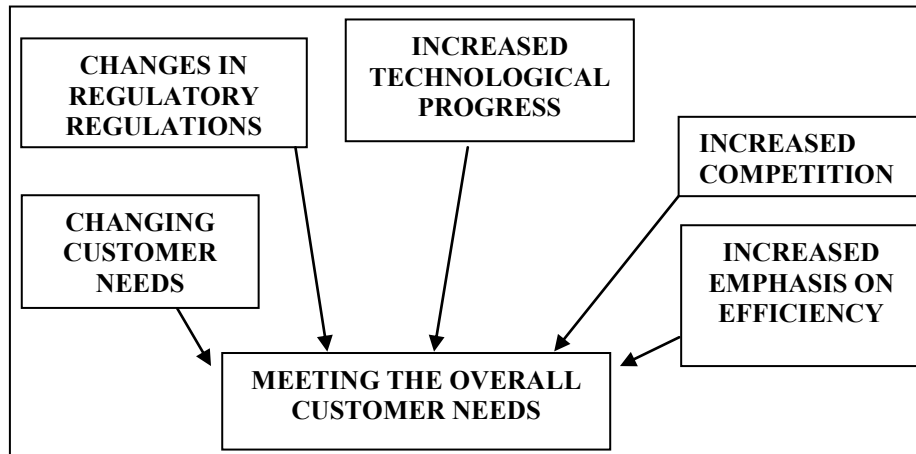 CHANGES IN
REGULATORY
REGULATIONS
INCREASED
TECHNOLOGICAL
PROGRESS
INCREASED
COMPETITION
CHANGING
CUSTOMER
NEEDS
INCREASED
EMPHASIS ON
EFFICIENCY
MEETING THE OVERALL
CUSTOMER NEEDS